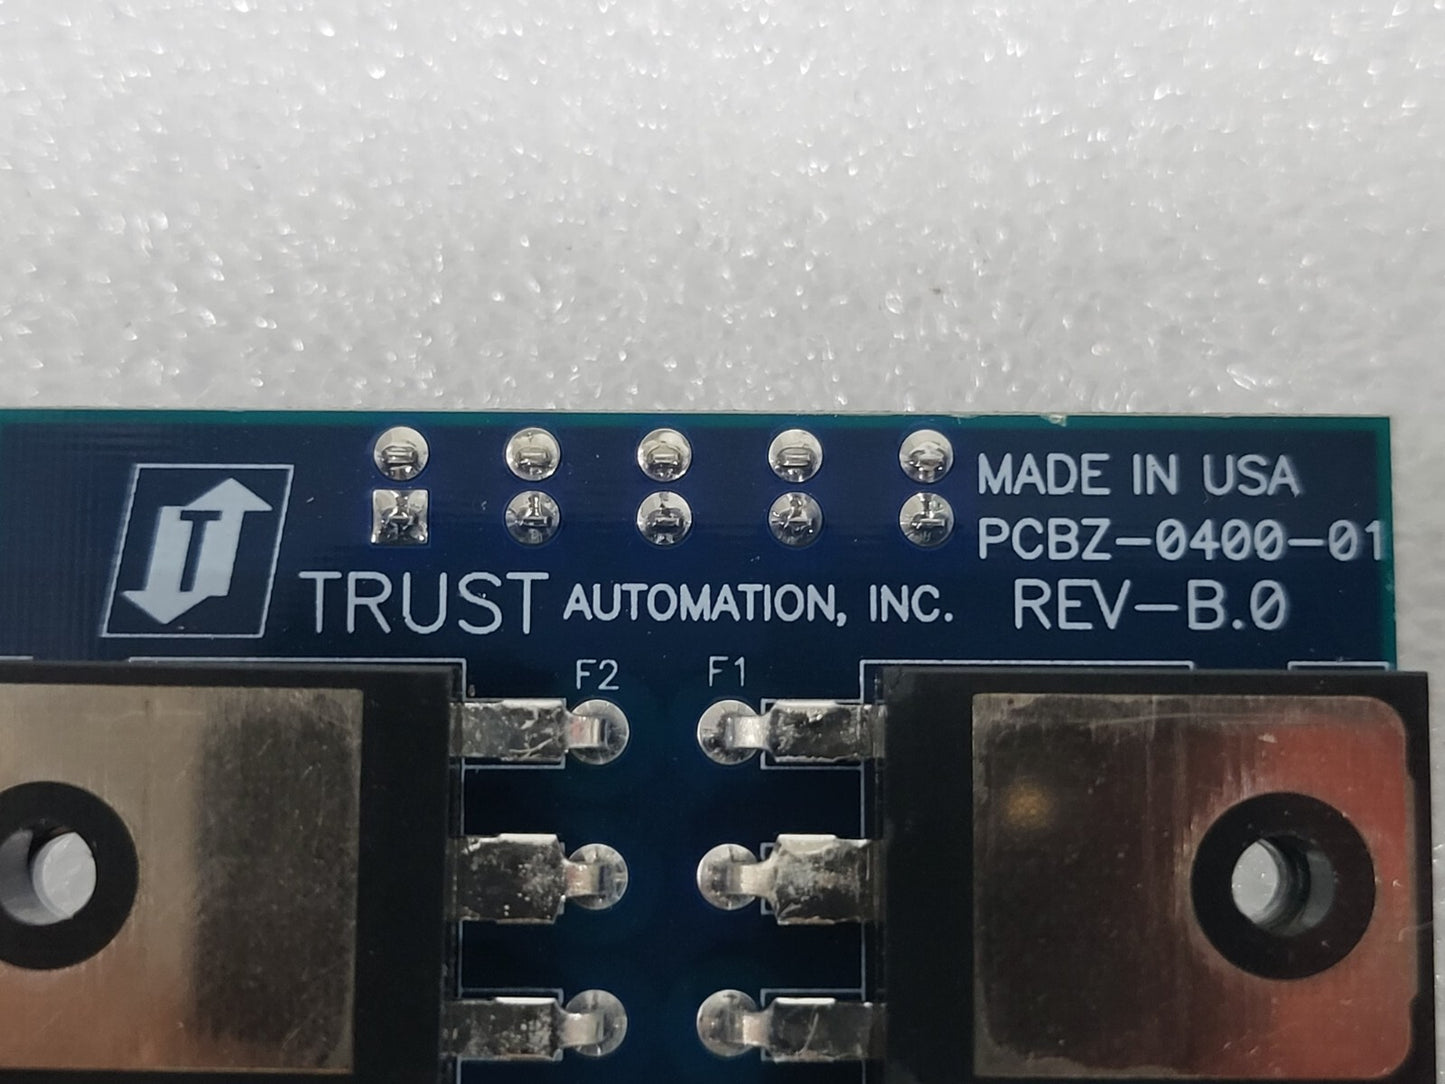 MADE IN USA
PCBZ-0400-01
T
TRUST AUTOMATION, INC.
REV-B.0
F2
F1